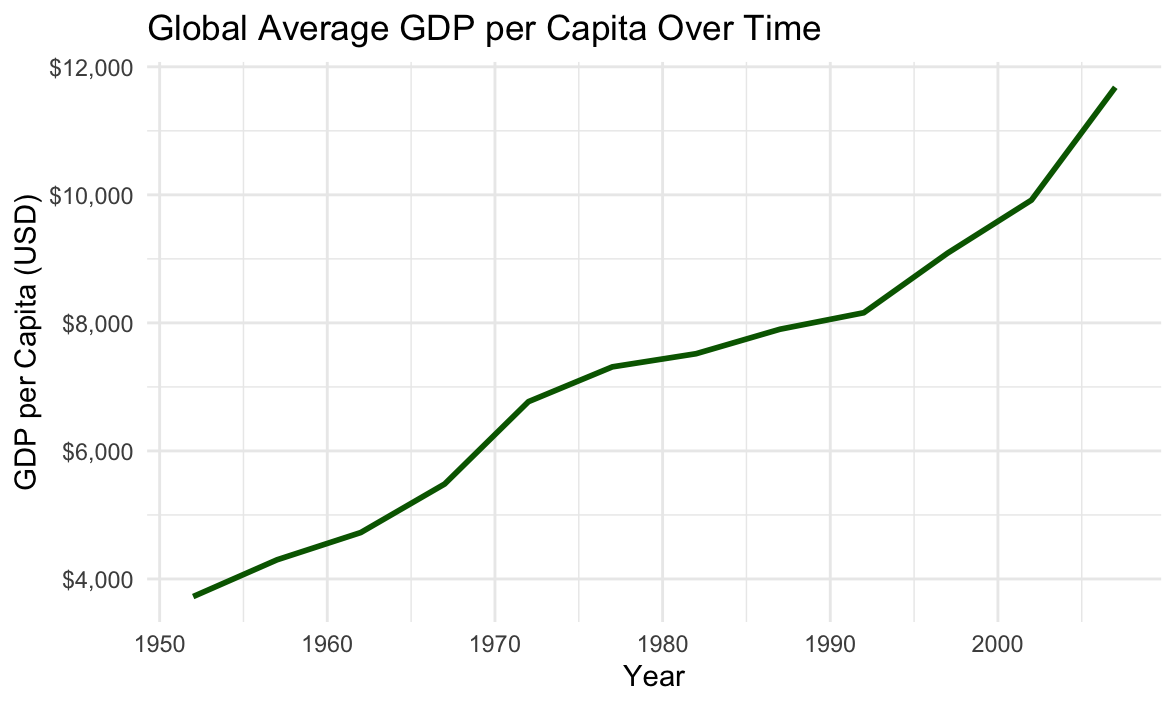 Global Average GDP per Capita Over Time
GDP per Capita (USD)
$12,000
$10,000
$8,000
$6,000
$4,000
1950 1960 1970 1980 1990 2000
Year